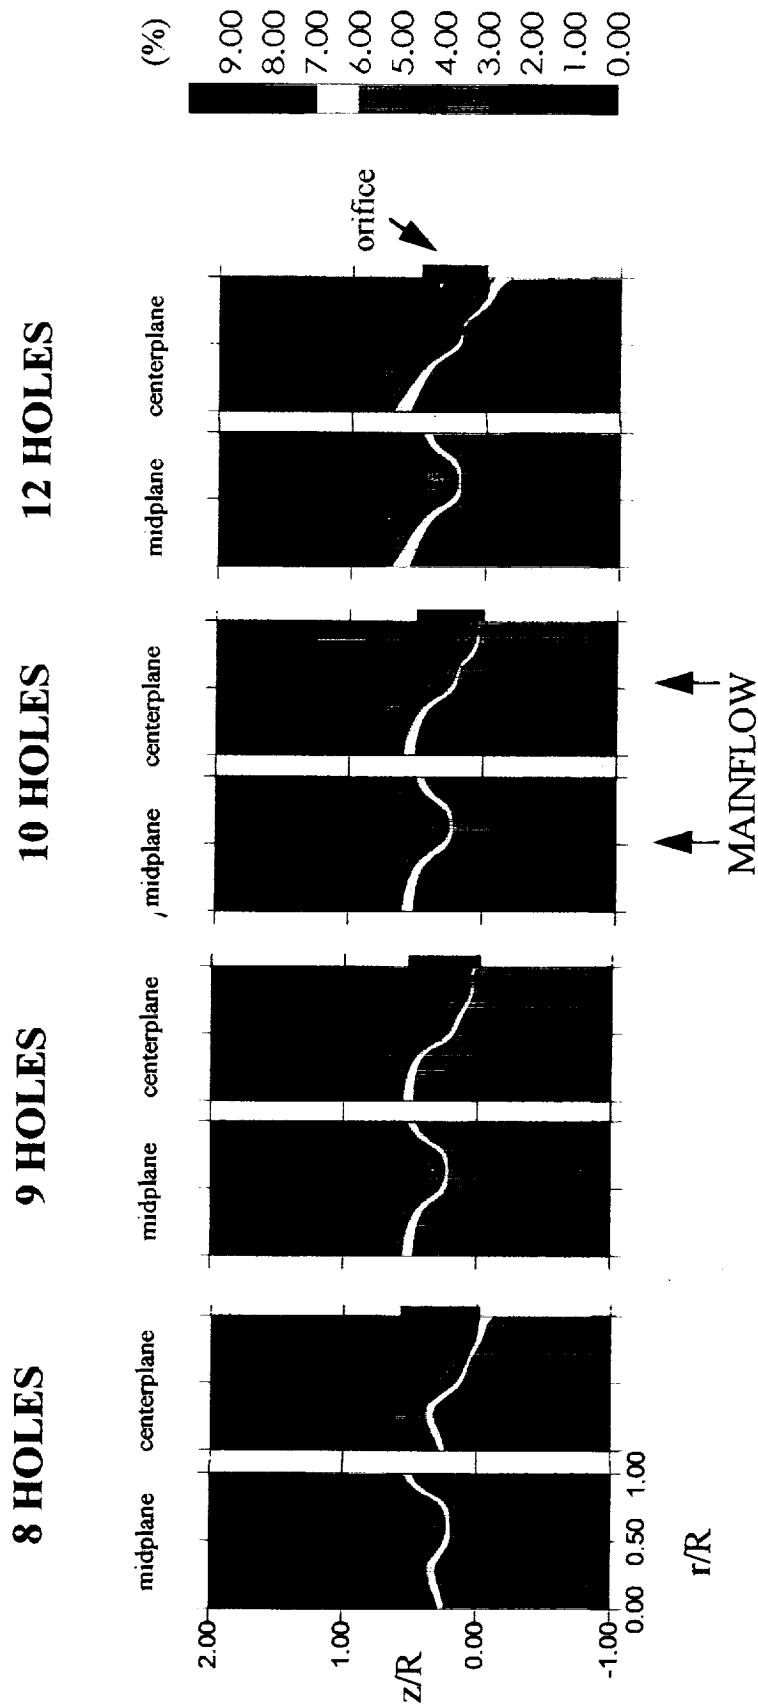 8 HOLES
9 HOLES
10 HOLES
12 HOLES
midplane
centerplane
midplane
centerplane
midplane
centerplane
midplane
centerplane
orifice
(%)
9.00
8.00
7.00
6.00
5.00
4.00
3.00
2.00
1.00
0.00
2.00
1.00
z/R
0.00
-1.00
0.00 0.50 1.00
r/R
MAINFLOW